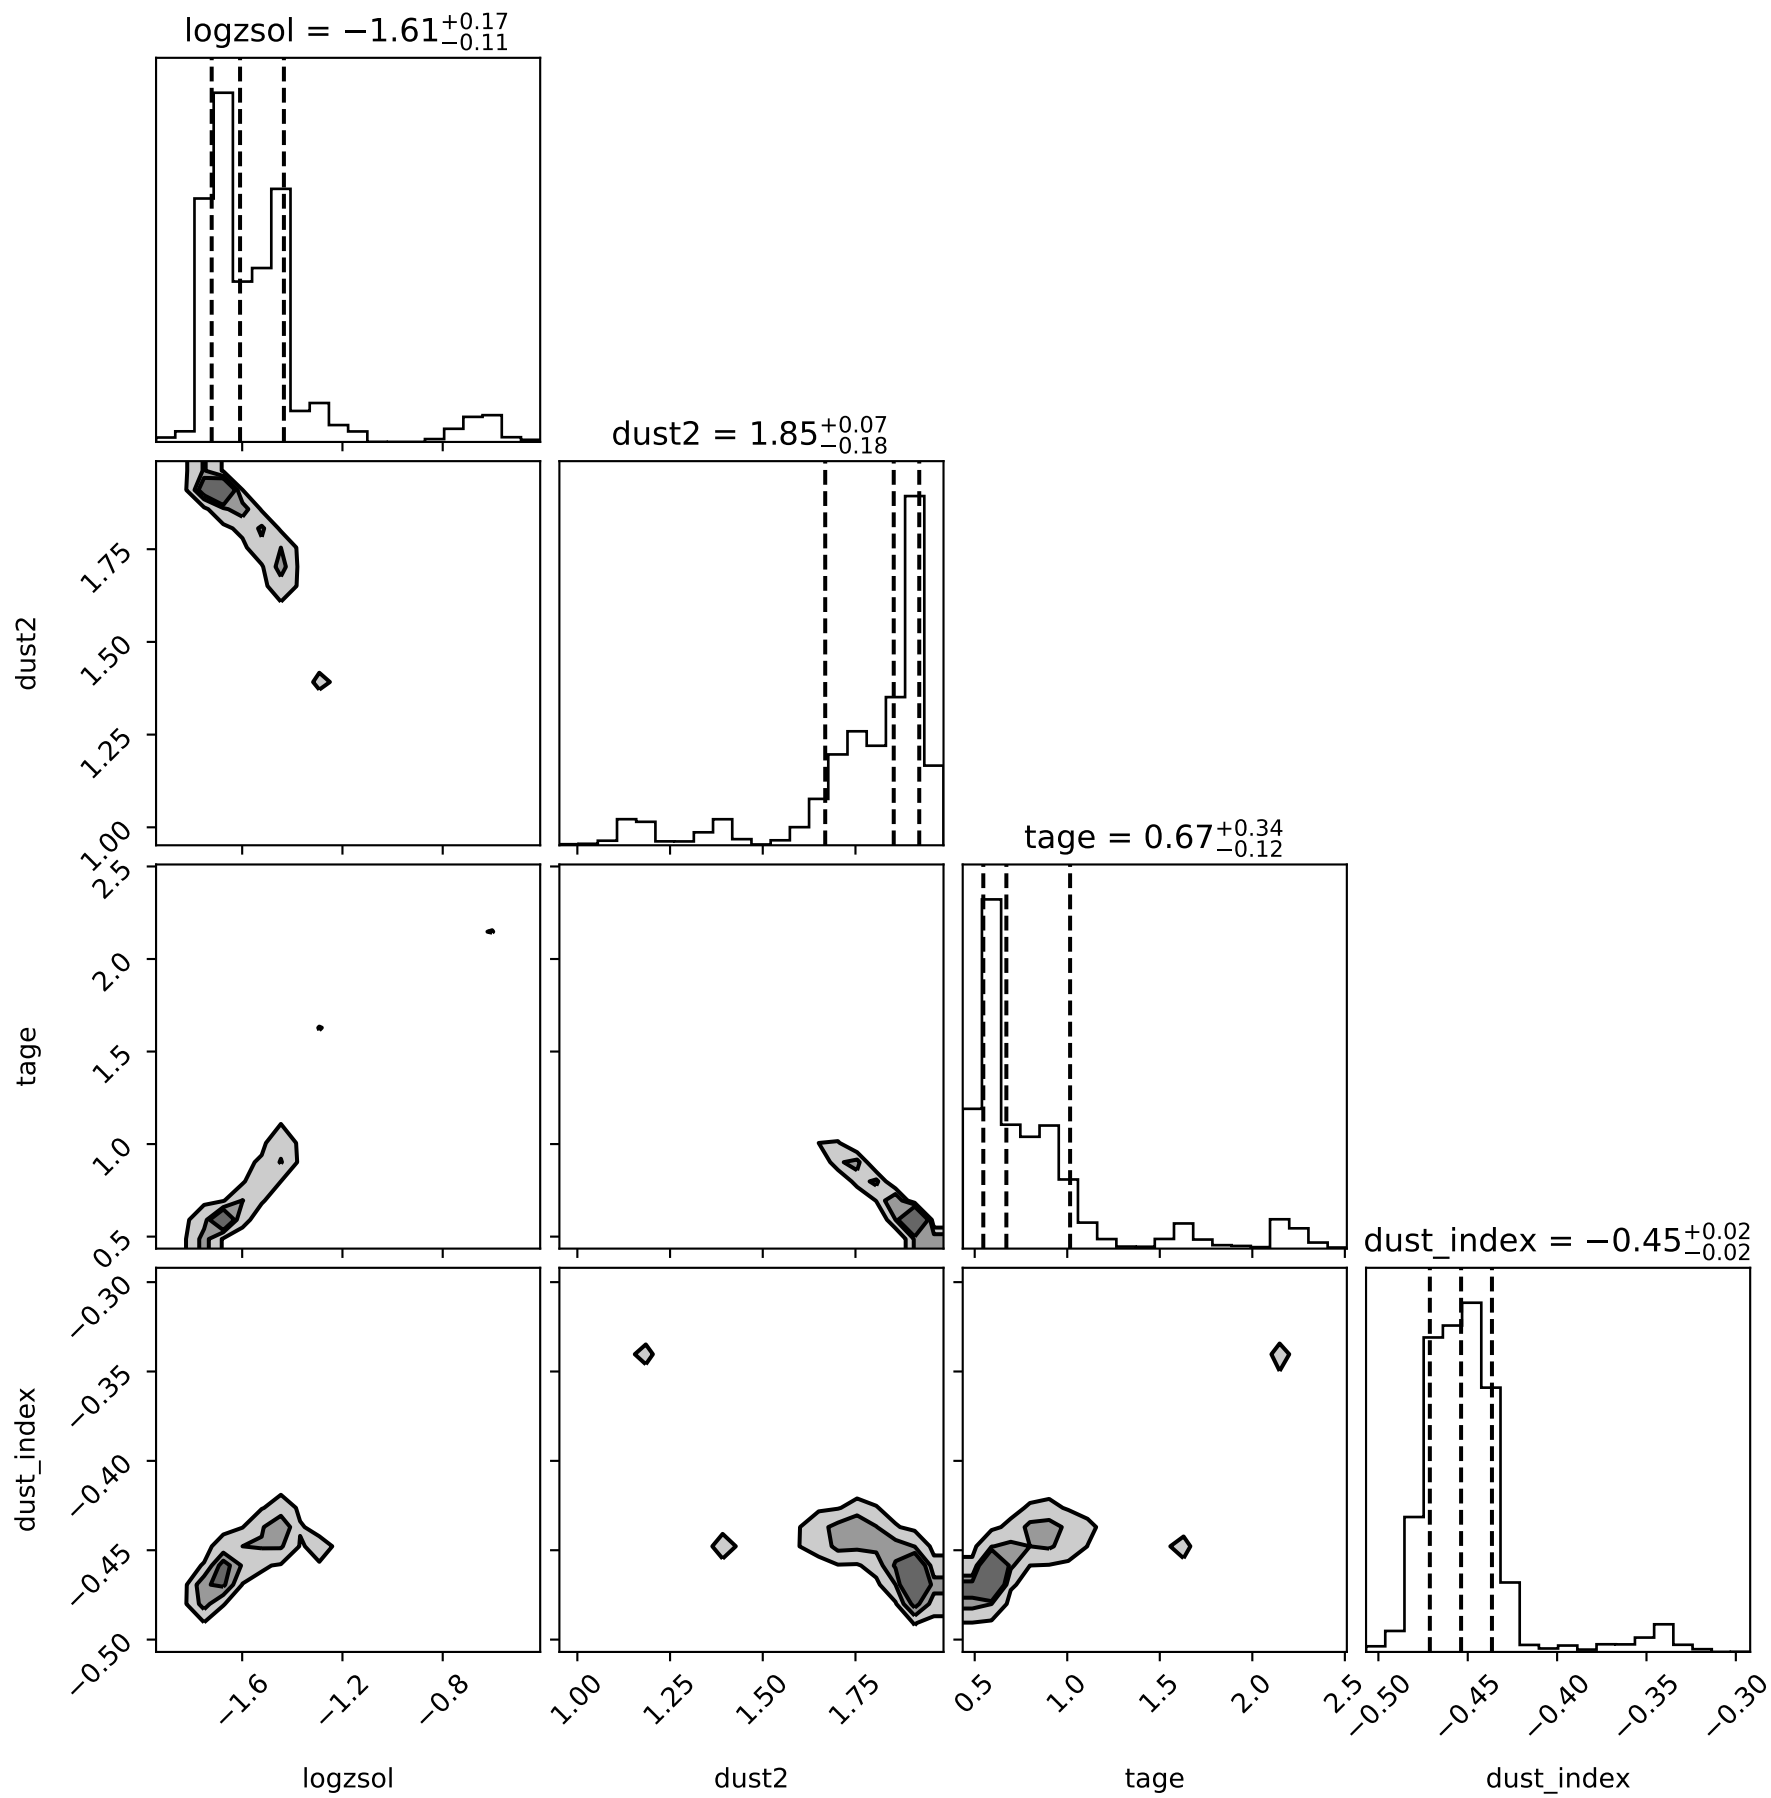 logzsol = −1.61+0.17−0.11
dust2 = 1.85+0.07−0.18
1.75
1.50
1.25
1.00
dust2
tage = 0.67+0.34−0.12
2.5
2.0
1.5
1.0
0.5
tage
dust_index = −0.45+0.02−0.02
−0.30
−0.35
−0.40
−0.45
−0.50
dust_index
−1.6 −1.2 −0.8
1.00 1.25 1.50 1.75
0.5 1.0 1.5 2.0 2.5
−0.50 −0.45 −0.40 −0.35 −0.30
logzsol dust2 tage dust_index